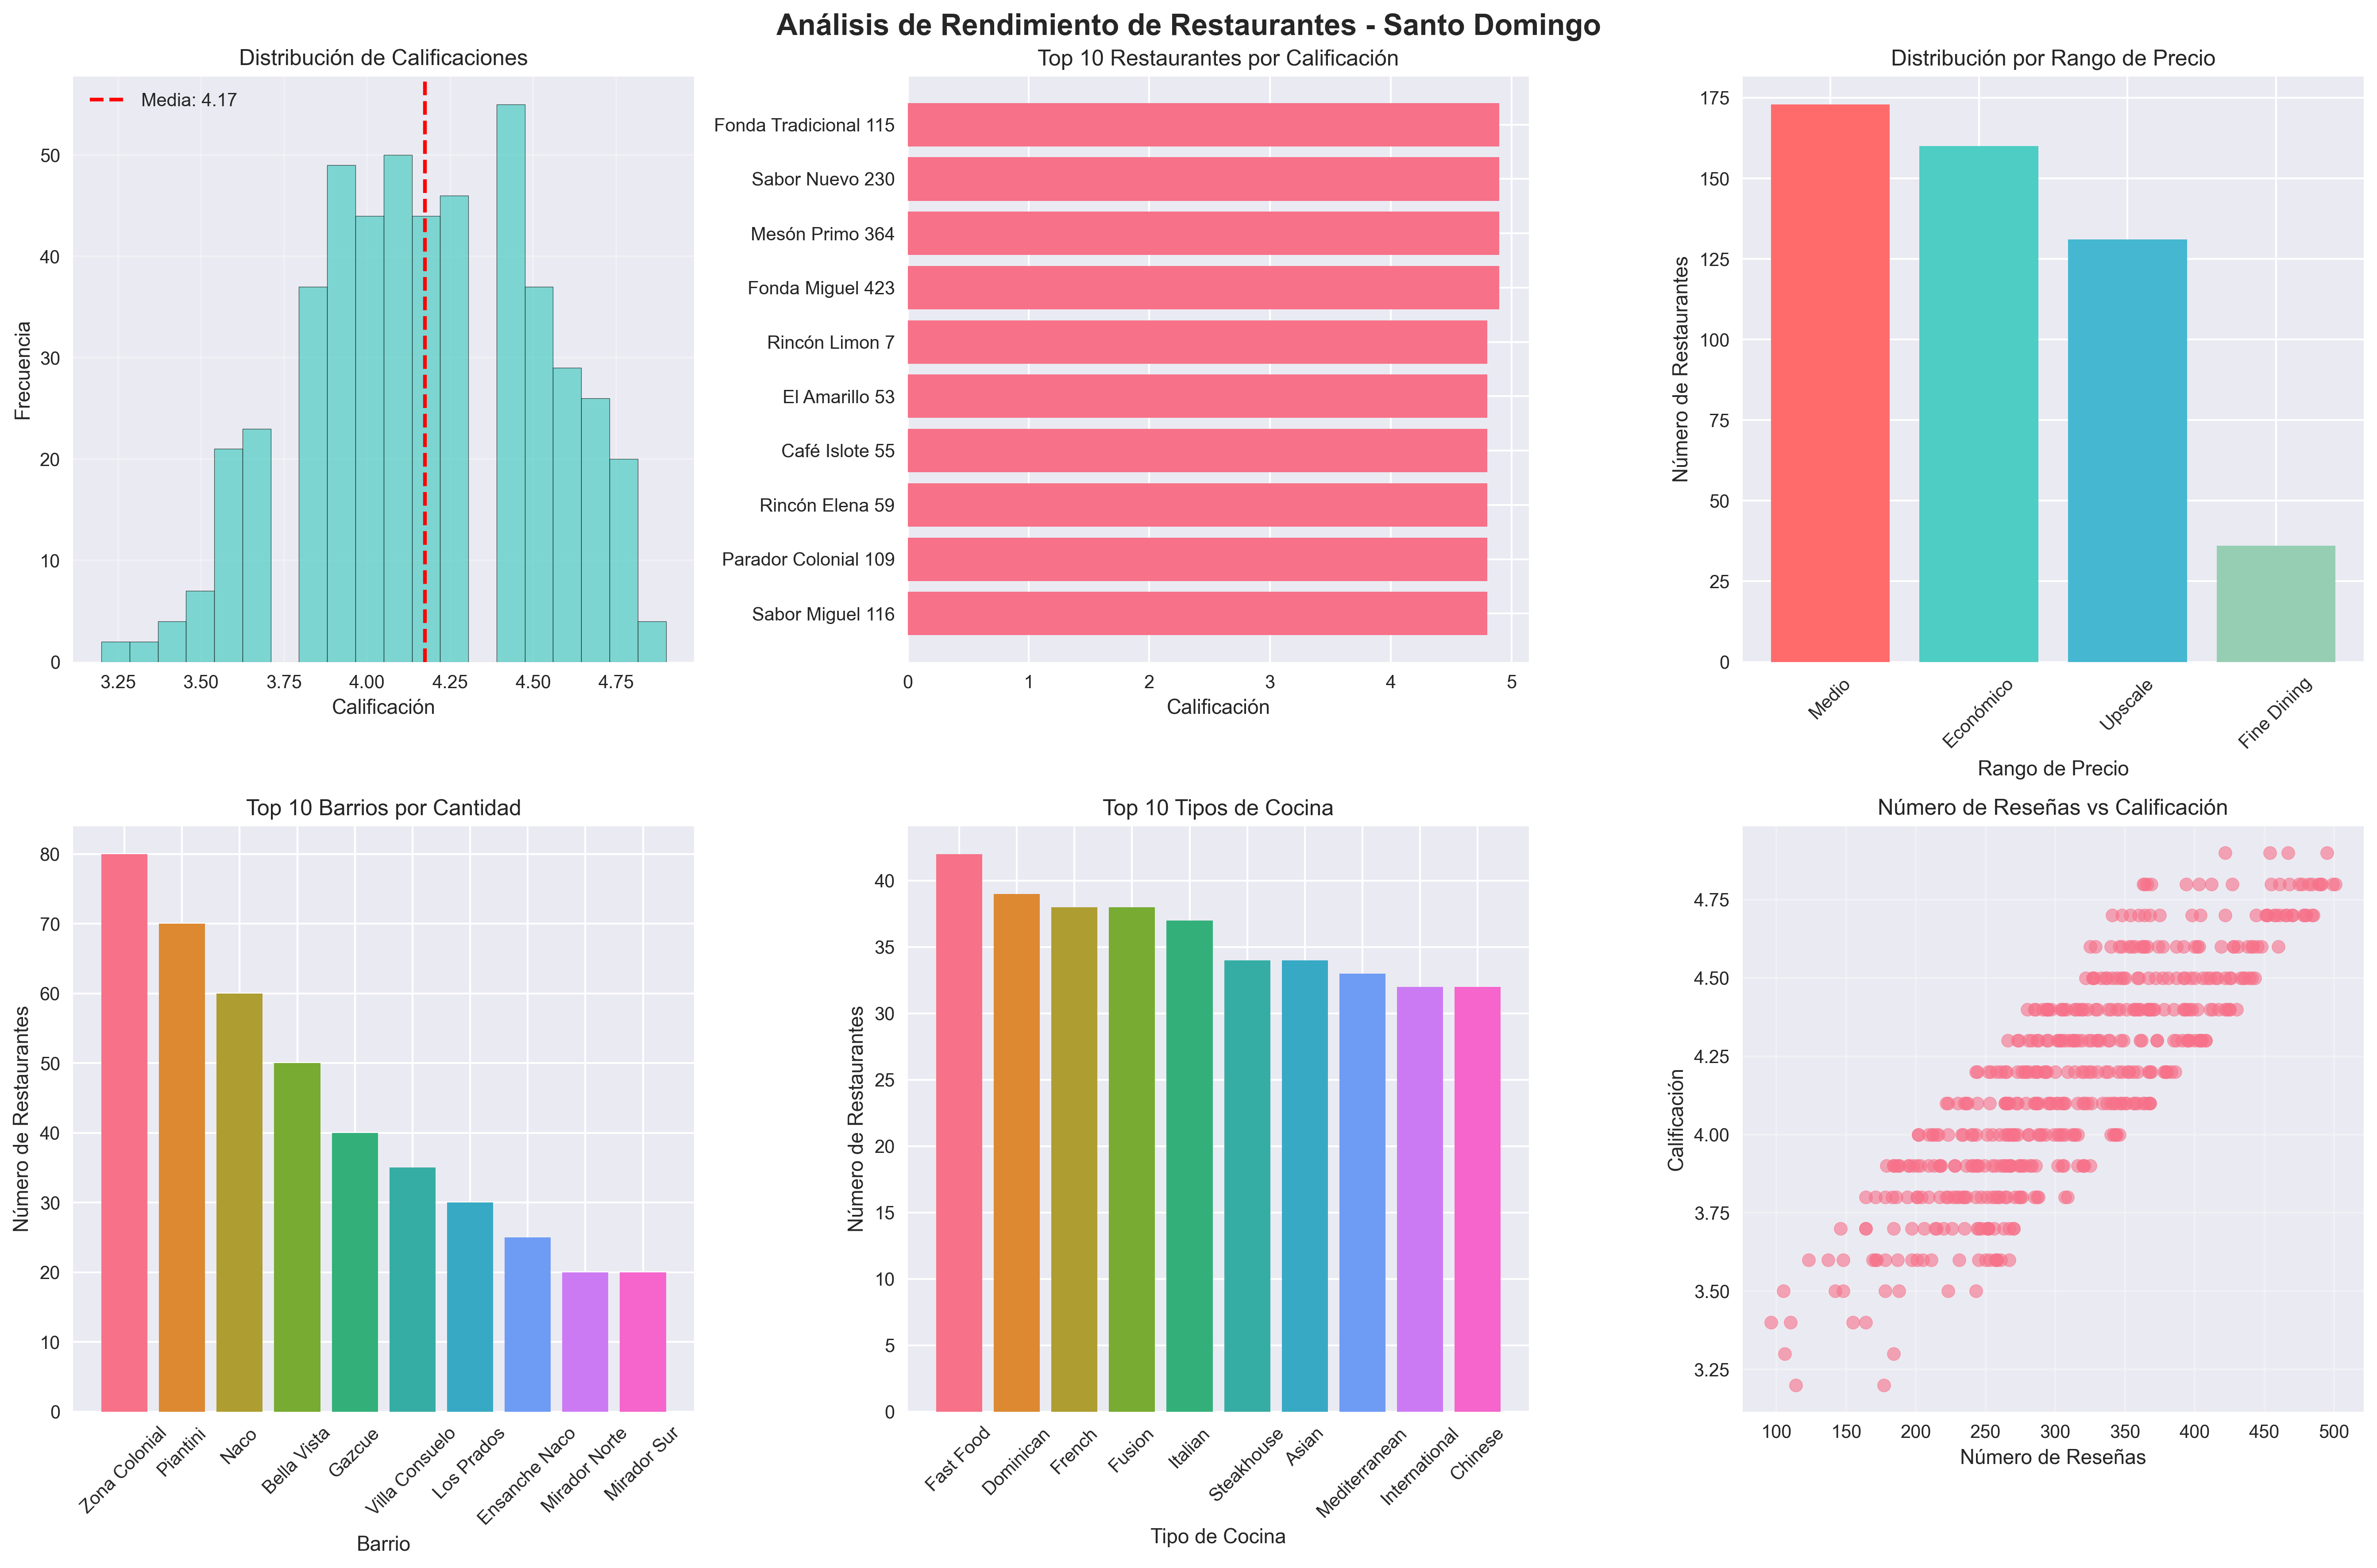 Análisis de Rendimiento de Restaurantes - Santo Domingo
Distribución de Calificaciones
Media: 4.17
Frecuencia
50
40
30
20
10
0
3.25 3.50 3.75 4.00 4.25 4.50 4.75
Calificación
Top 10 Restaurantes por Calificación
Fonda Tradicional 115
Sabor Nuevo 230
Mesón Primo 364
Fonda Miguel 423
Rincón Limon 7
El Amarillo 53
Café Islote 55
Rincón Elena 59
Parador Colonial 109
Sabor Miguel 116
0 1 2 3 4 5
Calificación
Distribución por Rango de Precio
Número de Restaurantes
175
150
125
100
75
50
25
0
Medio
Económico
Upscale
Fine Dining
Rango de Precio
Top 10 Barrios por Cantidad
Número de Restaurantes
80
70
60
50
40
30
20
10
0
Zona Colonial
Piantini
Naco
Bella Vista
Gazcue
Villa Consuelo
Los Prados
Ensanche Naco
Mirador Norte
Mirador Sur
Barrio
Top 10 Tipos de Cocina
Número de Restaurantes
40
35
30
25
20
15
10
5
0
Fast Food
Dominican
French
Fusion
Italian
Steakhouse
Asian
Mediterranean
International
Chinese
Tipo de Cocina
Número de Reseñas vs Calificación
Calificación
4.75
4.50
4.25
4.00
3.75
3.50
3.25
100 150 200 250 300 350 400 450 500
Número de Reseñas